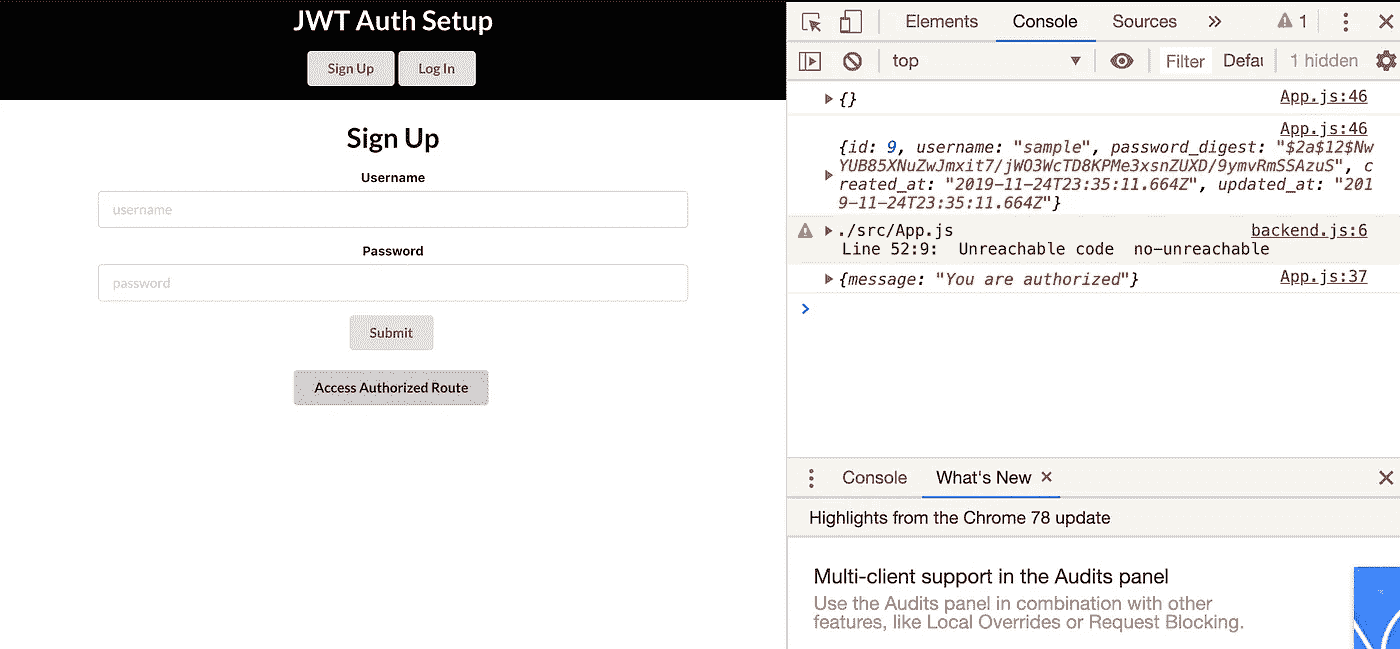 JWT Auth Setup
Sign Up
Log In
Sign Up
Username
username
Password
password
Submit
Access Authorized Route
Elements
Console
Sources
1
top
Filter
Defau
1 hidden
{}
App.js:46
App.js:46
{id: 9, username: "sample", password_digest: "$2a$12$Nw
YUB85XNuZwJmxit7/jWO3WcTD8KPMe3xsnZUXD/9ymvRmSSAzuS", c
reated_at: "2019-11-24T23:35:11.664Z", updated_at: "201
9-11-24T23:35:11.664Z"}
./src/App.js
backend.js:6
Line 52:9:  Unreachable code  no-unreachable
{message: "You are authorized"}
App.js:37
Console
What's New
Highlights from the Chrome 78 update
Multi-client support in the Audits panel
Use the Audits panel in combination with other
features, like Local Overrides or Request Blocking.